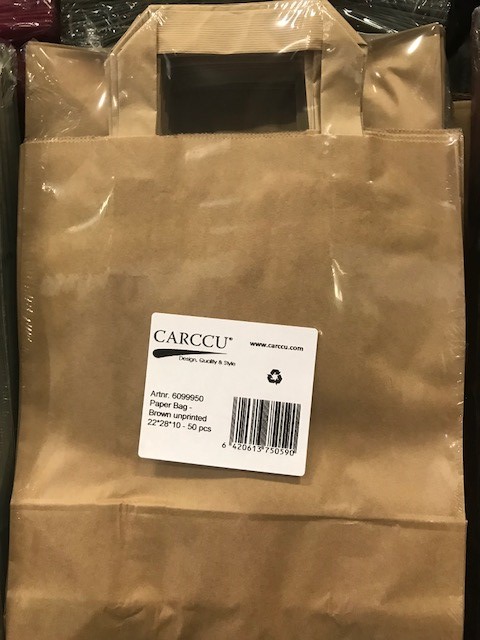 CARCCU®
www.carccu.com
Design, Quality & Style
Artnr. 6099950
Paper Bag -
Brown unprinted
22*28*10 - 50 pcs
6 420613 750590